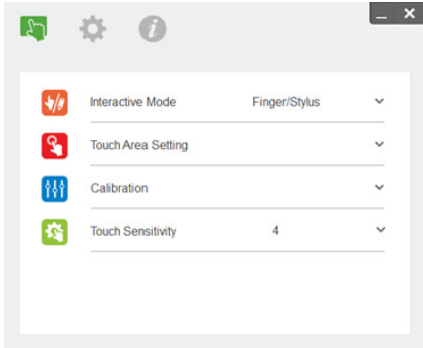 Interactive Mode Finger/Stylus
Touch Area Setting
Calibration
Touch Sensitivity 4